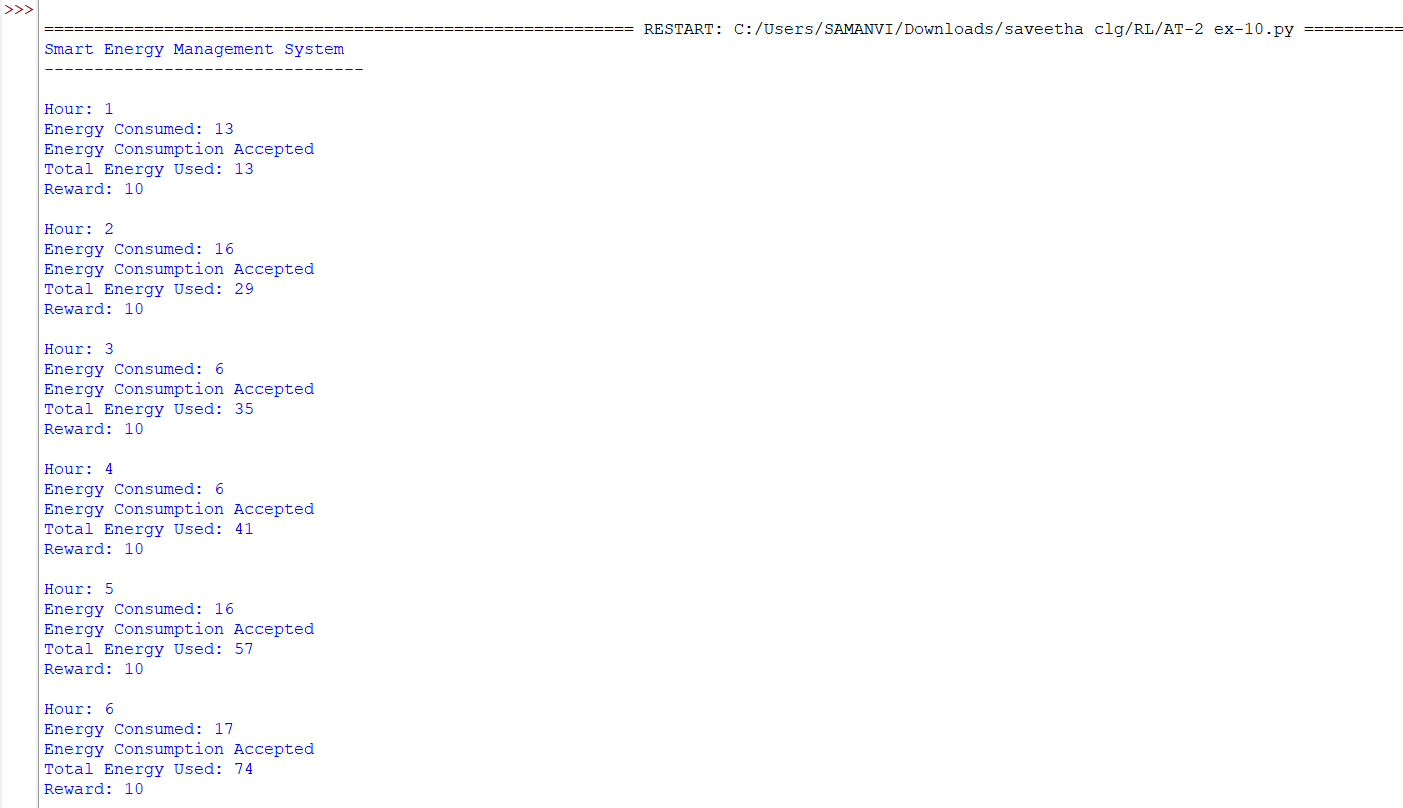 >>>
=========================================================== RESTART: C:/Users/SAMANVI/Downloads/saveetha clg/RL/AT-2 ex-10.py ==========
Smart Energy Management System
--------------------------------
Hour: 1
Energy Consumed: 13
Energy Consumption Accepted
Total Energy Used: 13
Reward: 10
Hour: 2
Energy Consumed: 16
Energy Consumption Accepted
Total Energy Used: 29
Reward: 10
Hour: 3
Energy Consumed: 6
Energy Consumption Accepted
Total Energy Used: 35
Reward: 10
Hour: 4
Energy Consumed: 6
Energy Consumption Accepted
Total Energy Used: 41
Reward: 10
Hour: 5
Energy Consumed: 16
Energy Consumption Accepted
Total Energy Used: 57
Reward: 10
Hour: 6
Energy Consumed: 17
Energy Consumption Accepted
Total Energy Used: 74
Reward: 10